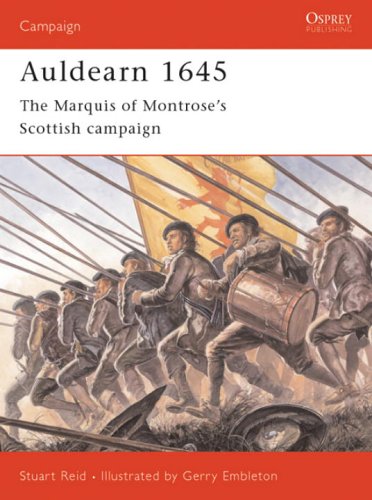 Campaign
OSPREY
PUBLISHING
Auldearn 1645
The Marquis of Montrose's
Scottish campaign
Stuart Reid • Illustrated by Gerry Embleton